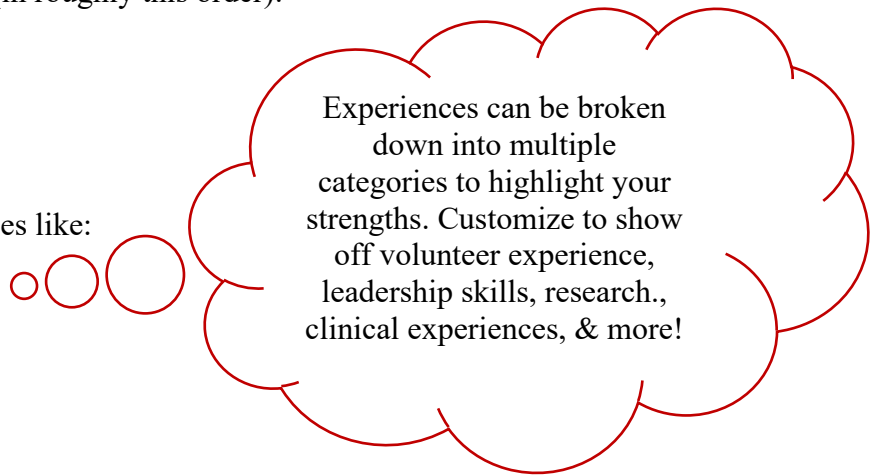 roughly this order):
Experiences can be broken
down into multiple
categories to highlight your
strengths. Customize to show
off volunteer experience,
leadership skills, research.,
clinical experiences, & more!
es like: